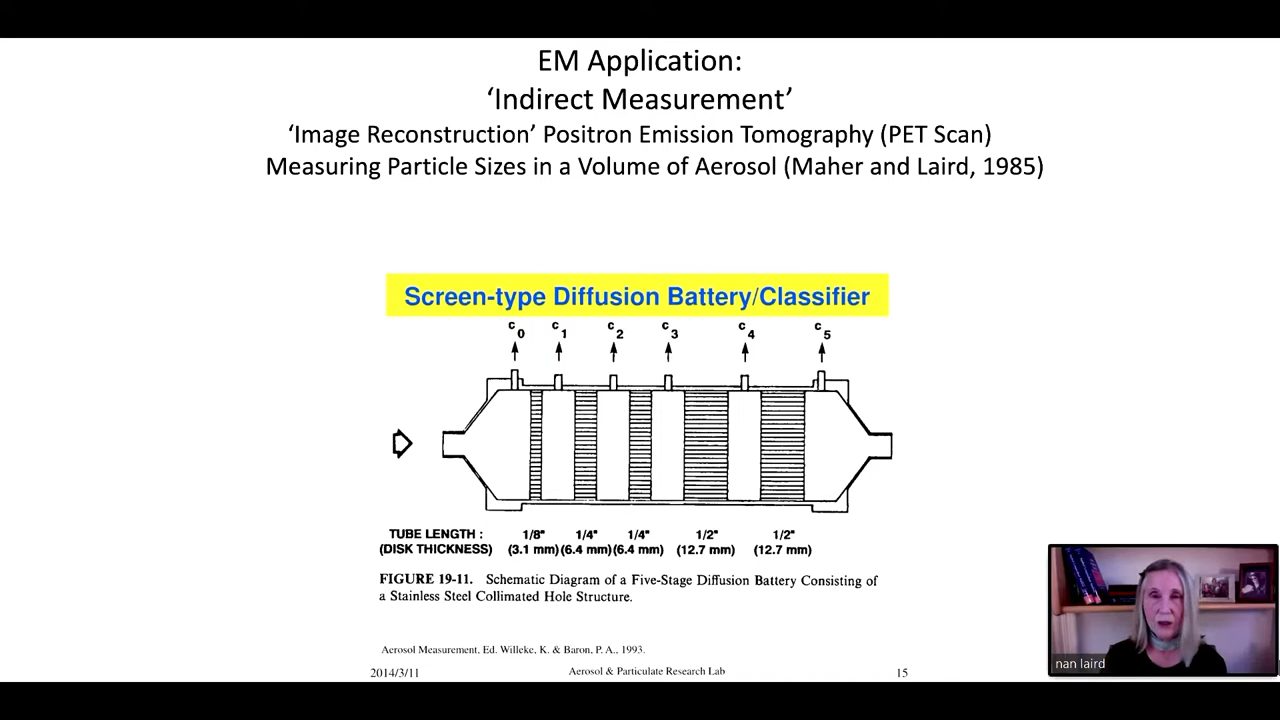 EM Application:
‘Indirect Measurement’
‘Image Reconstruction’ Positron Emission Tomography (PET Scan)
Measuring Particle Sizes in a Volume of Aerosol (Maher and Laird, 1985)
Screen-type Diffusion Battery/Classifier
c0 c1 c2 c3 c4 c5
TUBE LENGTH : 1/8" 1/4" 1/4" 1/2" 1/2"
(DISK THICKNESS) (3.1 mm) (6.4 mm) (6.4 mm) (12.7 mm) (12.7 mm)
FIGURE 19-11. Schematic Diagram of a Five-Stage Diffusion Battery Consisting of
a Stainless Steel Collimated Hole Structure.
Aerosol Measurement, Ed. Willeke, K. & Baron, P. A., 1993.
2014/3/11 Aerosol & Particulate Research Lab 15
nan laird